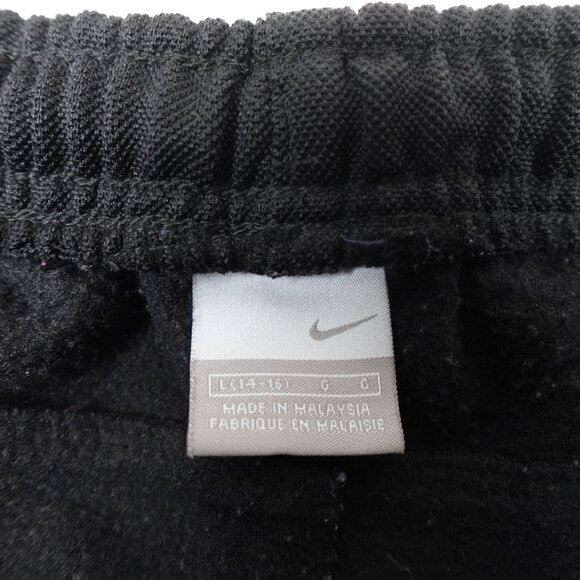 L(14-16) G G
MADE IN MALAYSIA
FABRIQUE EN MALAISIE